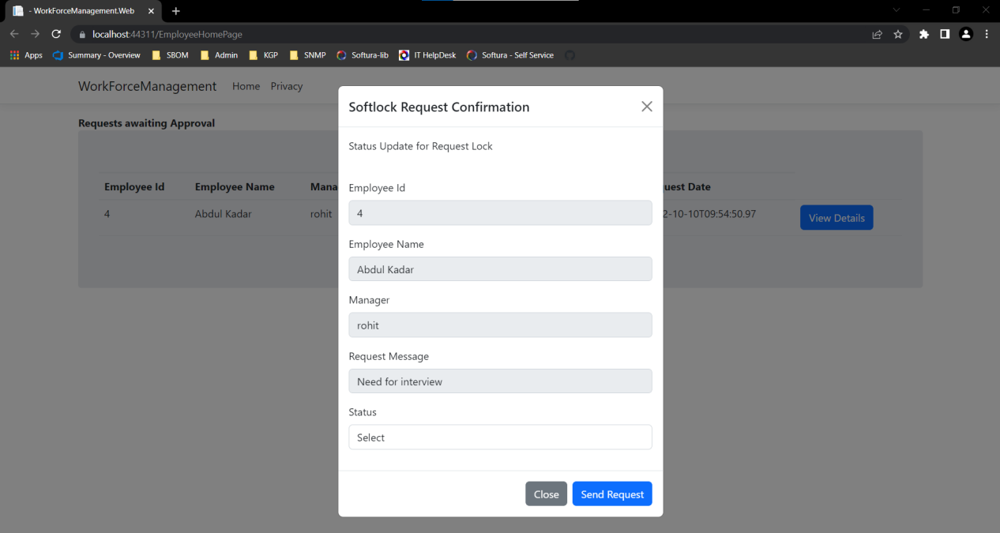 - WorkForceManagement.Web
localhost:44311/EmployeeHomePage
Apps Summary - Overview SBOM Admin KGP SNMP Softura-lib IT HelpDesk Softura - Self Service
WorkForceManagement Home Privacy
Requests awaiting Approval
Employee Id Employee Name Mana uest Date
4 Abdul Kadar rohit 2-10-10T09:54:50.97 View Details
Softlock Request Confirmation
Status Update for Request Lock
Employee Id
4
Employee Name
Abdul Kadar
Manager
rohit
Request Message
Need for interview
Status
Select
Close Send Request